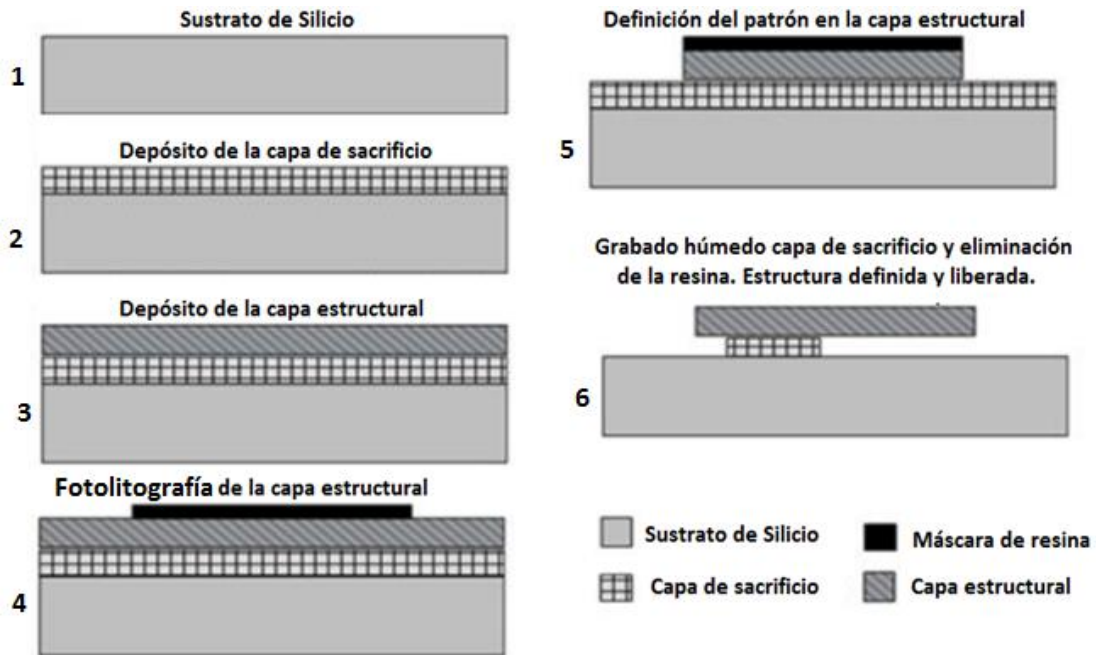 Sustrato de Silicio
1
Depósito de la capa de sacrificio
2
Depósito de la capa estructural
3
Fotolitografía de la capa estructural
4
Definición del patrón en la capa estructural
5
Grabado húmedo capa de sacrificio y eliminación
de la resina. Estructura definida y liberada.
6
Sustrato de Silicio
Máscara de resina
Capa de sacrificio
Capa estructural